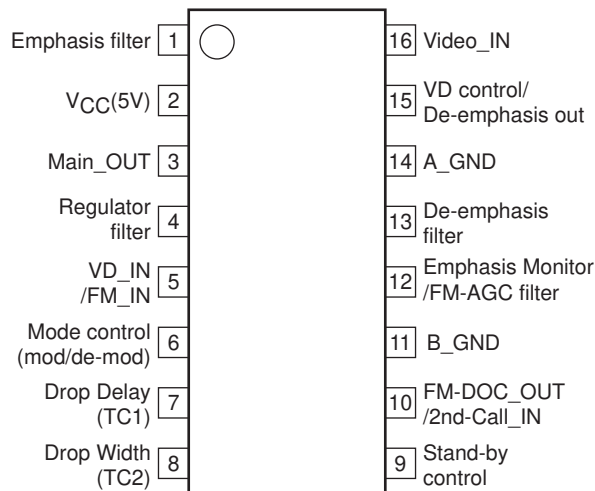 Emphasis filter 1
VCC(5V) 2
Main_OUT 3
Regulator
filter 4
VD_IN
/FM_IN 5
Mode control
(mod/de-mod) 6
Drop Delay
(TC1) 7
Drop Width
(TC2) 8
16 Video_IN
15 VD control/
De-emphasis out
14 A_GND
13 De-emphasis
filter
12 Emphasis Monitor
/FM-AGC filter
11 B_GND
10 FM-DOC_OUT
/2nd-Call_IN
9 Stand-by
control